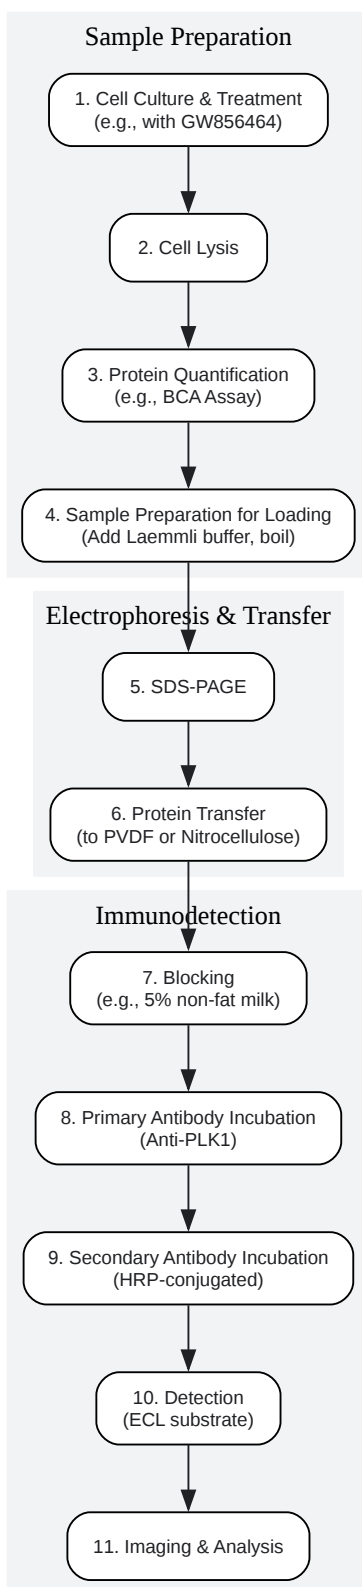 Sample Preparation
1. Cell Culture & Treatment
(e.g., with GW856464)
2. Cell Lysis
3. Protein Quantification
(e.g., BCA Assay)
4. Sample Preparation for Loading
(Add Laemmli buffer, boil)
Electrophoresis & Transfer
5. SDS-PAGE
6. Protein Transfer
(to PVDF or Nitrocellulose)
Immunodetection
7. Blocking
(e.g., 5% non-fat milk)
8. Primary Antibody Incubation
(Anti-PLK1)
9. Secondary Antibody Incubation
(HRP-conjugated)
10. Detection
(ECL substrate)
11. Imaging & Analysis